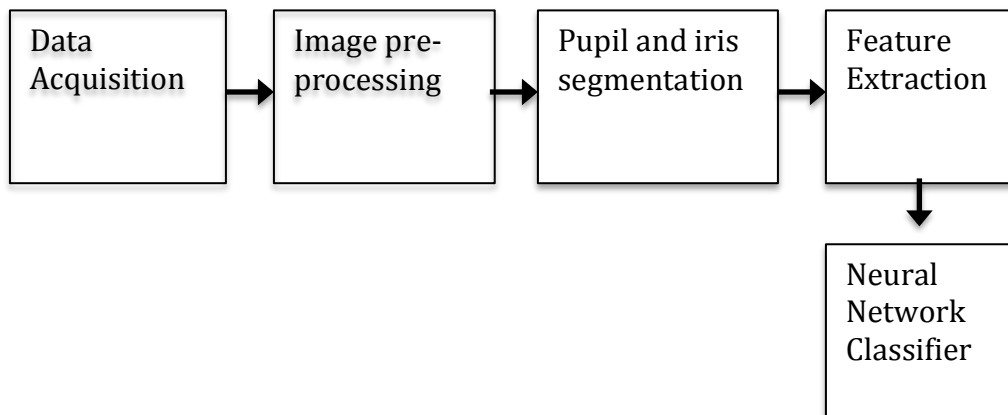 Data
Acquisition
Image pre-
processing
Pupil and iris
segmentation
Feature
Extraction
Neural
Network
Classifier